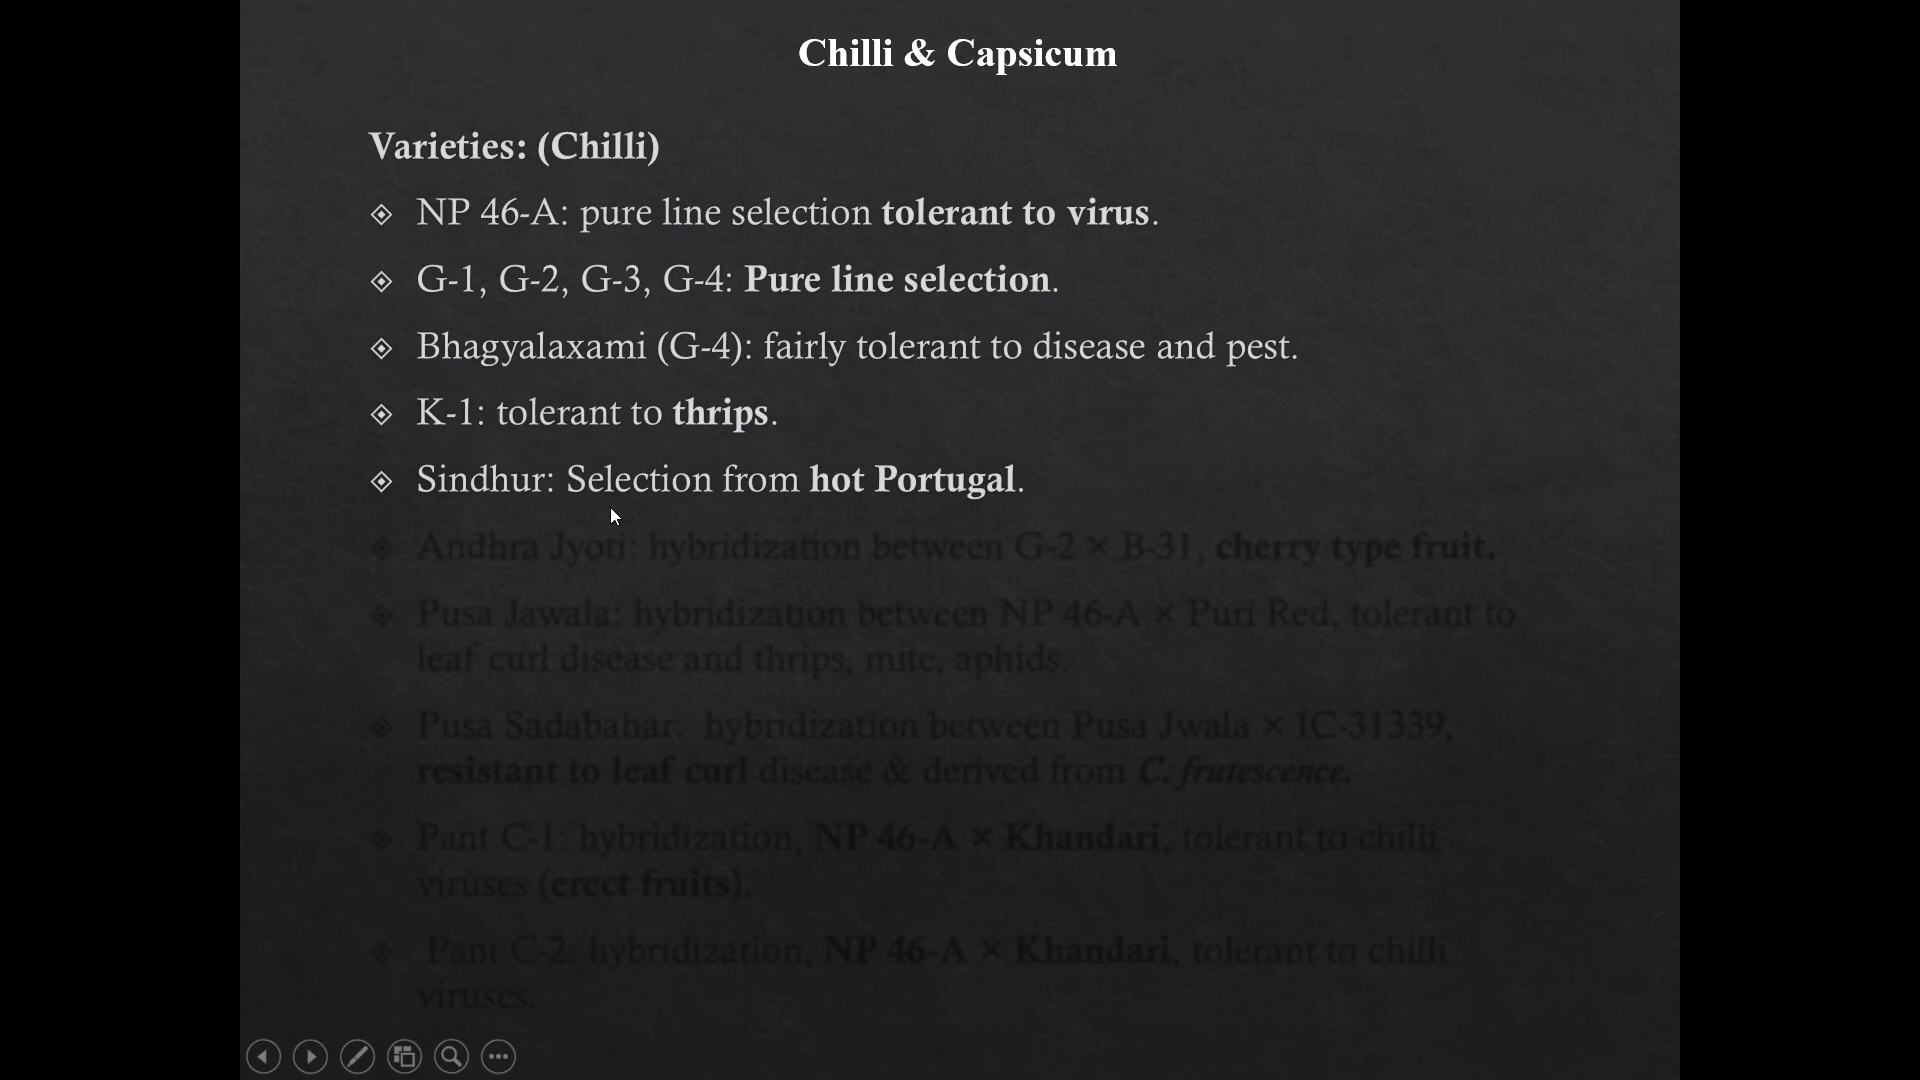 Chilli & Capsicum
Varieties: (Chilli)
NP 46-A: pure line selection tolerant to virus.
G-1, G-2, G-3, G-4: Pure line selection.
Bhagyalaxami (G-4): fairly tolerant to disease and pest.
K-1: tolerant to thrips.
Sindhur: Selection from hot Portugal.
Andhra Jyoti: hybridization between G-2 × B-31, cherry type fruit.
Pusa Jawala: hybridization between NP 46-A × Puri Red, tolerant to
leaf curl disease and thrips, mite, aphids.
Pusa Sadabahar: hybridization between Pusa Jwala × IC-31339,
resistant to leaf curl disease & derived from C. frutescence.
Pant C-1: hybridization, NP 46-A × Khandari, tolerant to chilli
viruses (erect fruits).
Pant C-2: hybridization, NP 46-A × Khandari, tolerant to chilli
viruses.